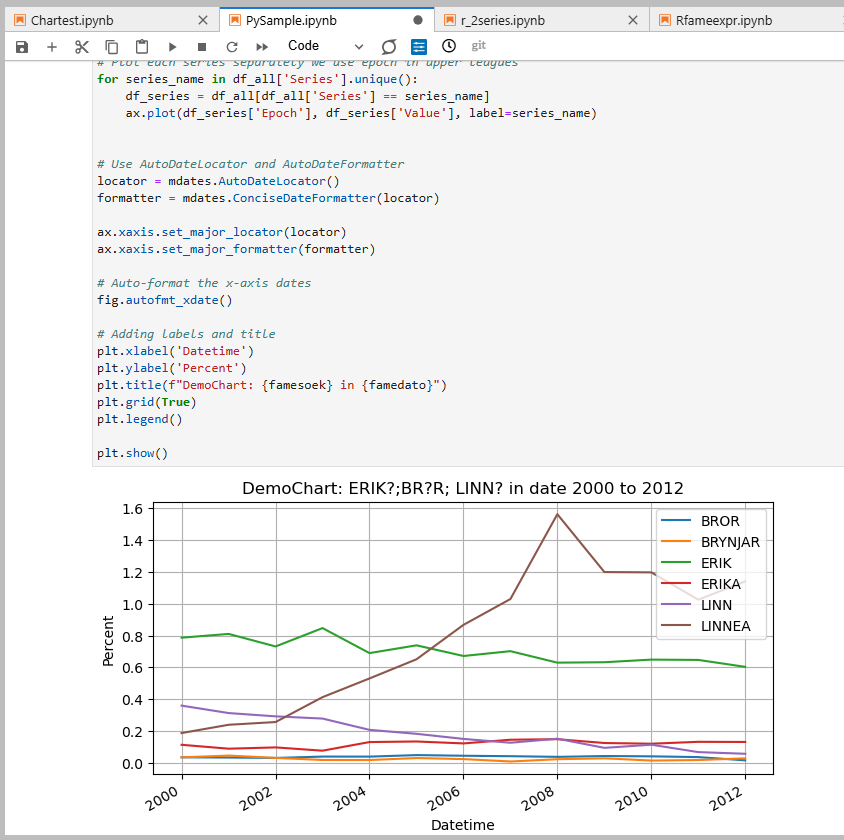 Chartest.ipynb PySample.ipynb r_2series.ipynb Rfameexpr.ipynb
Code git
# Plot each series separately we use epoch in upper leagues
for series_name in df_all['Series'].unique():
    df_series = df_all[df_all['Series'] == series_name]
    ax.plot(df_series['Epoch'], df_series['Value'], label=series_name)
# Use AutoDateLocator and AutoDateFormatter
locator = mdates.AutoDateLocator()
formatter = mdates.ConciseDateFormatter(locator)
ax.xaxis.set_major_locator(locator)
ax.xaxis.set_major_formatter(formatter)
# Auto-format the x-axis dates
fig.autofmt_xdate()
# Adding labels and title
plt.xlabel('Datetime')
plt.ylabel('Percent')
plt.title(f"DemoChart: {famesoek} in {famedato}")
plt.grid(True)
plt.legend()
plt.show()
DemoChart: ERIK?;BR?R; LINN? in date 2000 to 2012
1.6
1.4
1.2
1.0
0.8
0.6
0.4
0.2
0.0
Percent
BROR
BRYNJAR
ERIK
ERIKA
LINN
LINNEA
2000 2002 2004 2006 2008 2010 2012
Datetime